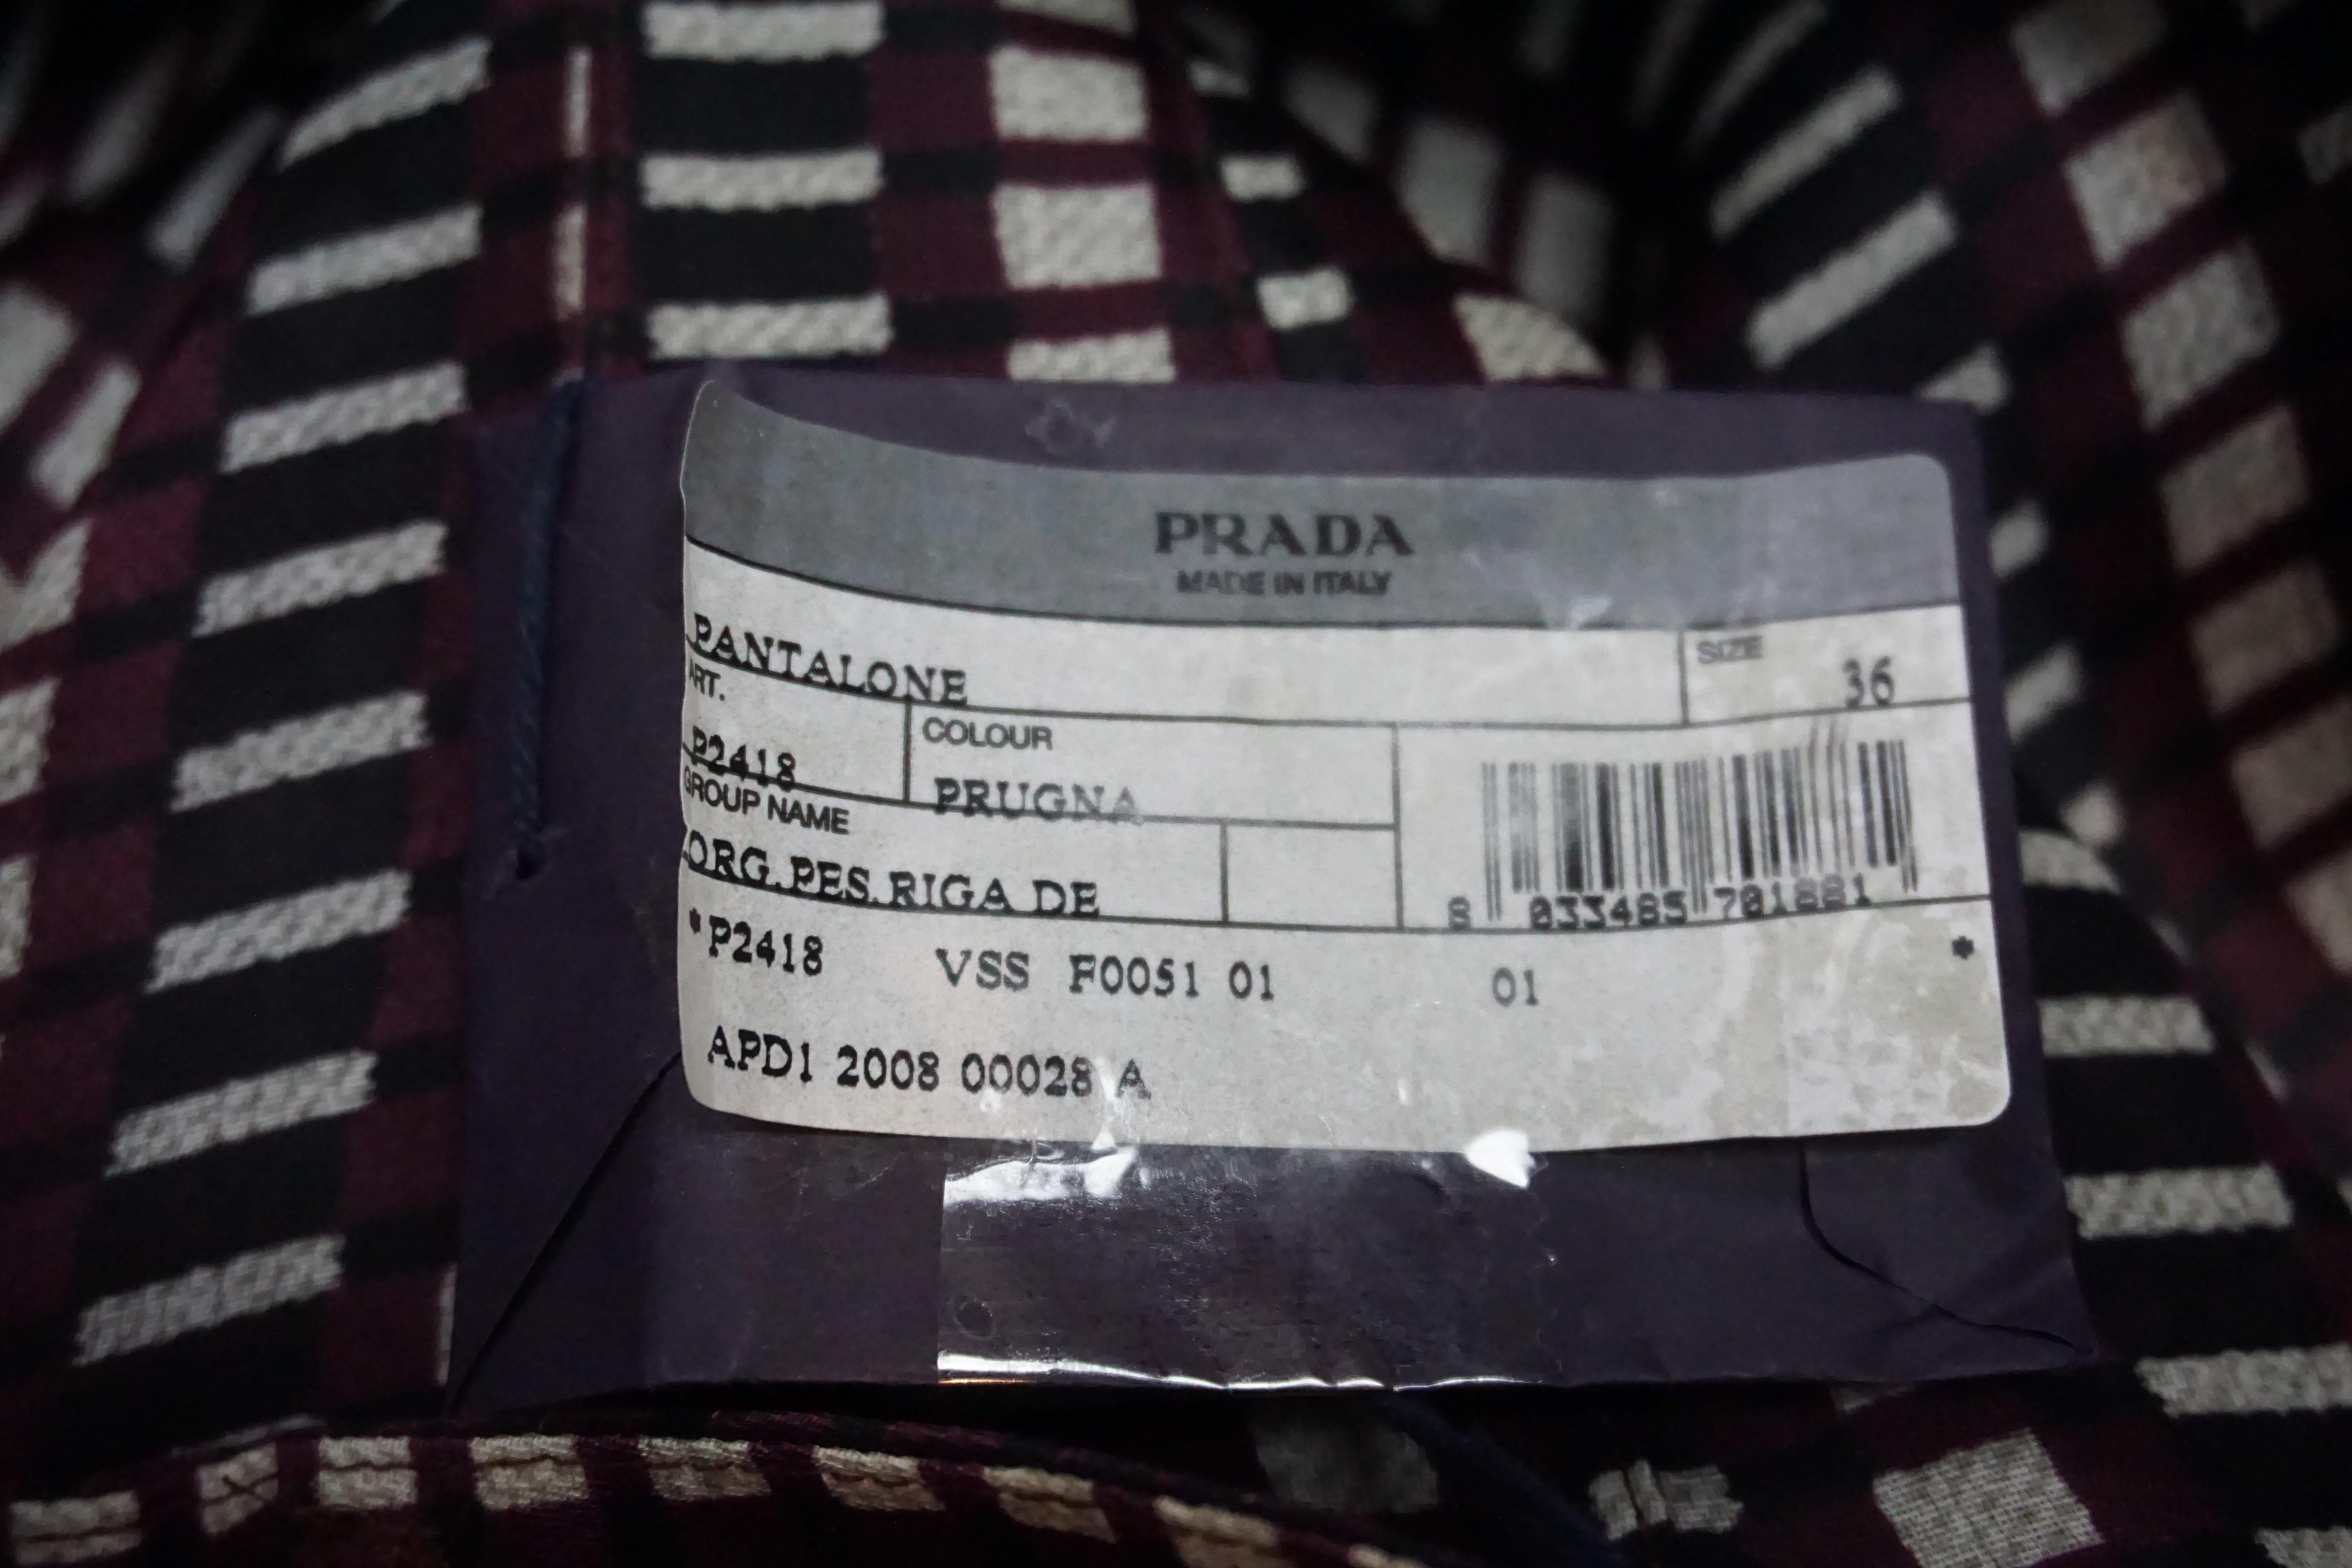 PRADA
MADE IN ITALY
PANTALONE
SIZE
36
ART.
P2418
COLOUR
PRUGNA
GROUP NAME
ORG.PES.RIGA DE
8 033485 701881
*P2418 VSS F0051 01 01 *
APD1 2008 00028 A